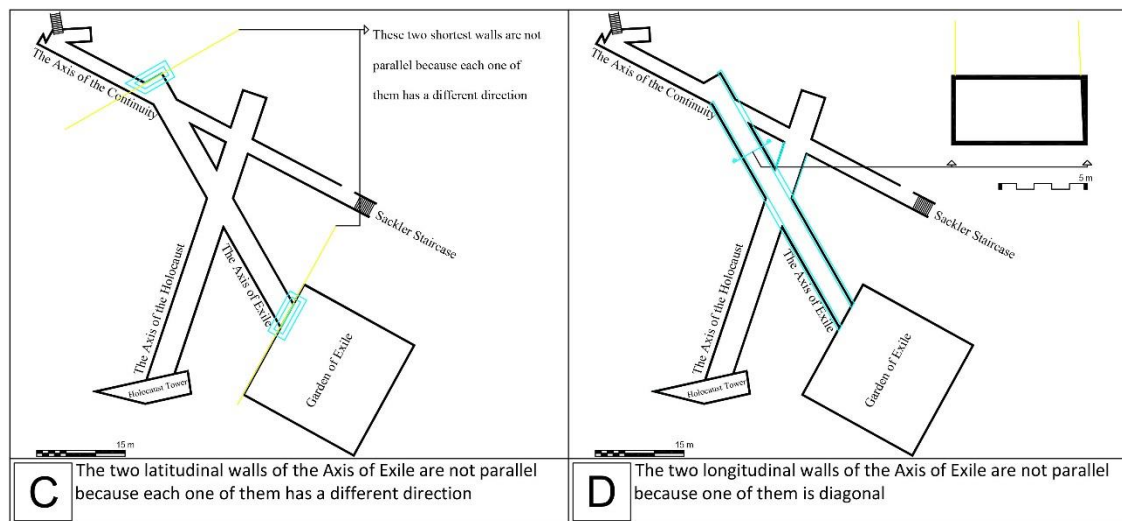 The Axis of the Continuity
These two shortest walls are not
parallel because each one of
them has a different direction
Sackler Staircase
The Axis of the Holocaust
The Axis of Exile
Garden of Exile
Holocaust Tower
15 m
C
The two latitudinal walls of the Axis of Exile are not parallel
because each one of them has a different direction
The Axis of the Continuity
5 m
Sackler Staircase
The Axis of the Holocaust
The Axis of Exile
Garden of Exile
Holocaust Tower
15 m
D
The two longitudinal walls of the Axis of Exile are not parallel
because one of them is diagonal